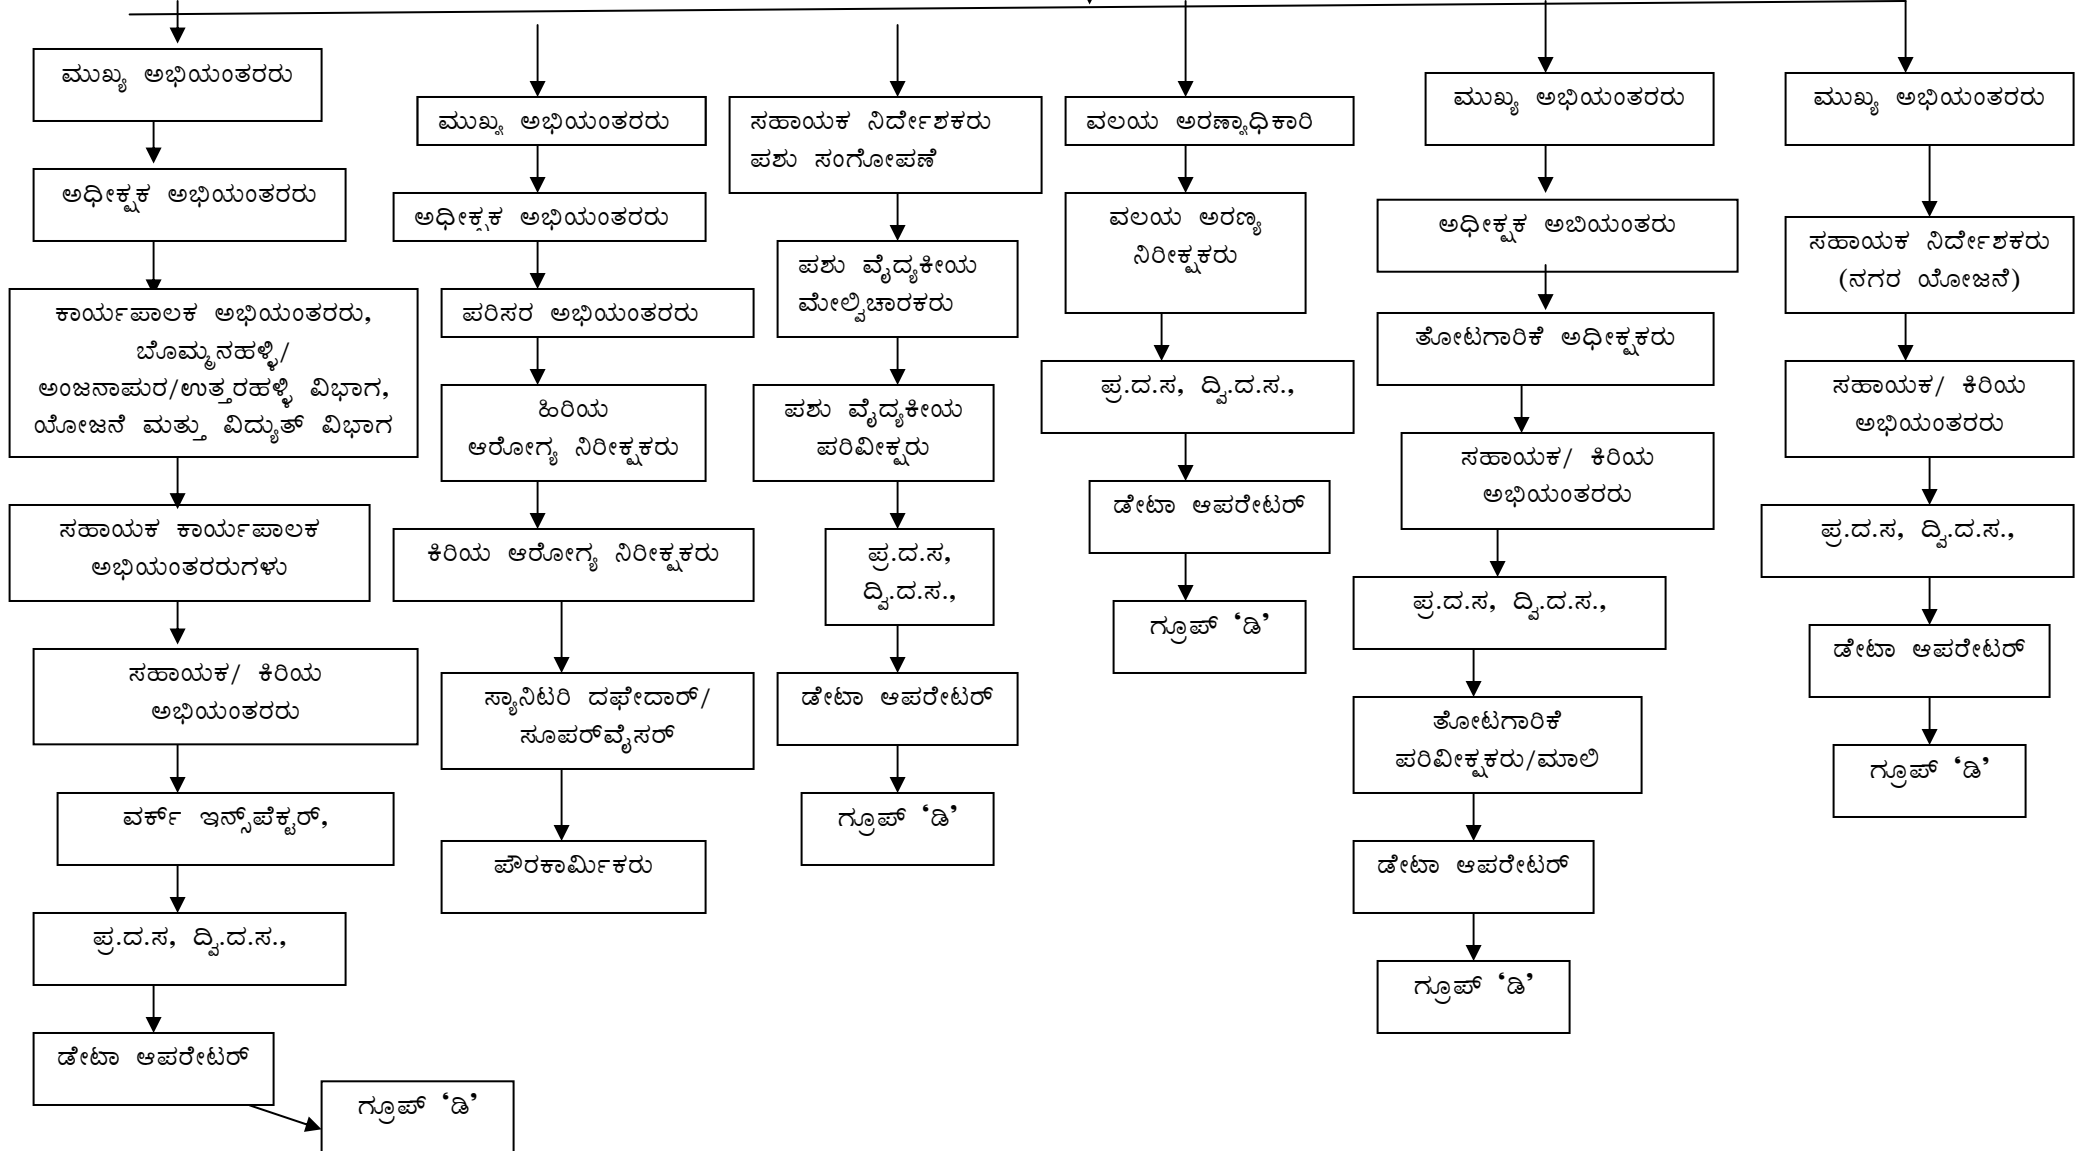 ಮುಖ್ಯ ಅಭಿಯಂತರರು
ಅಧೀಕ್ಷಕ ಅಭಿಯಂತರರು
ಕಾರ್ಯಪಾಲಕ ಅಭಿಯಂತರರು,
ಬೊಮ್ಮನಹಳ್ಳಿ/
ಅಂಜನಾಪುರ/ಉತ್ತರಹಳ್ಳಿ ವಿಭಾಗ,
ಯೋಜನೆ ಮತ್ತು ವಿದ್ಯುತ್ ವಿಭಾಗ
ಸಹಾಯಕ ಕಾರ್ಯಪಾಲಕ
ಅಭಿಯಂತರರುಗಳು
ಸಹಾಯಕ/ ಕಿರಿಯ
ಅಭಿಯಂತರರು
ವರ್ಕ್ ಇನ್ಸ್‌ಪೆಕ್ಟರ್,
ಪ್ರ.ದ.ಸ, ದ್ವಿ.ದ.ಸ.,
ಡೇಟಾ ಆಪರೇಟರ್
ಗ್ರೂಪ್ ‘ಡಿ’
ಮುಖ್ಯ ಅಭಿಯಂತರರು
ಅಧೀಕ್ಷಕ ಅಭಿಯಂತರರು
ಪರಿಸರ ಅಭಿಯಂತರರು
ಹಿರಿಯ
ಆರೋಗ್ಯ ನಿರೀಕ್ಷಕರು
ಕಿರಿಯ ಆರೋಗ್ಯ ನಿರೀಕ್ಷಕರು
ಸ್ಯಾನಿಟರಿ ದಫೇದಾರ್/
ಸೂಪರ್‌ವೈಸರ್
ಪೌರಕಾರ್ಮಿಕರು
ಸಹಾಯಕ ನಿರ್ದೇಶಕರು
ಪಶು ಸಂಗೋಪಣೆ
ಪಶು ವೈದ್ಯಕೀಯ
ಮೇಲ್ವಿಚಾರಕರು
ಪಶು ವೈದ್ಯಕೀಯ
ಪರಿವೀಕ್ಷರು
ಪ್ರ.ದ.ಸ,
ದ್ವಿ.ದ.ಸ.,
ಡೇಟಾ ಆಪರೇಟರ್
ಗ್ರೂಪ್ ‘ಡಿ’
ವಲಯ ಅರಣ್ಯಾಧಿಕಾರಿ
ವಲಯ ಅರಣ್ಯ
ನಿರೀಕ್ಷಕರು
ಪ್ರ.ದ.ಸ, ದ್ವಿ.ದ.ಸ.,
ಡೇಟಾ ಆಪರೇಟರ್
ಗ್ರೂಪ್ ‘ಡಿ’
ಮುಖ್ಯ ಅಭಿಯಂತರರು
ಅಧೀಕ್ಷಕ ಅಬಿಯಂತರು
ತೋಟಗಾರಿಕೆ ಅಧೀಕ್ಷಕರು
ಸಹಾಯಕ/ ಕಿರಿಯ
ಅಭಿಯಂತರರು
ಪ್ರ.ದ.ಸ, ದ್ವಿ.ದ.ಸ.,
ತೋಟಗಾರಿಕೆ
ಪರಿವೀಕ್ಷಕರು/ಮಾಲಿ
ಡೇಟಾ ಆಪರೇಟರ್
ಗ್ರೂಪ್ ‘ಡಿ’
ಮುಖ್ಯ ಅಭಿಯಂತರರು
ಸಹಾಯಕ ನಿರ್ದೇಶಕರು
(ನಗರ ಯೋಜನೆ)
ಸಹಾಯಕ/ ಕಿರಿಯ
ಅಭಿಯಂತರರು
ಪ್ರ.ದ.ಸ, ದ್ವಿ.ದ.ಸ.,
ಡೇಟಾ ಆಪರೇಟರ್
ಗ್ರೂಪ್ ‘ಡಿ’